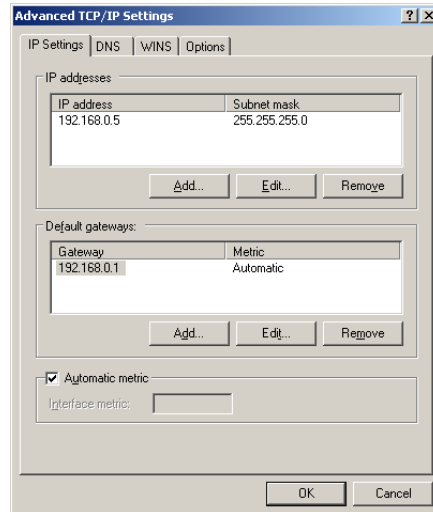 Advanced TCP/IP Settings
IP Settings DNS WINS Options
IP addresses
IP address Subnet mask
192.168.0.5 255.255.255.0
Add... Edit... Remove
Default gateways:
Gateway Metric
192.168.0.1 Automatic
Add... Edit... Remove
Automatic metric
Interface metric:
OK Cancel